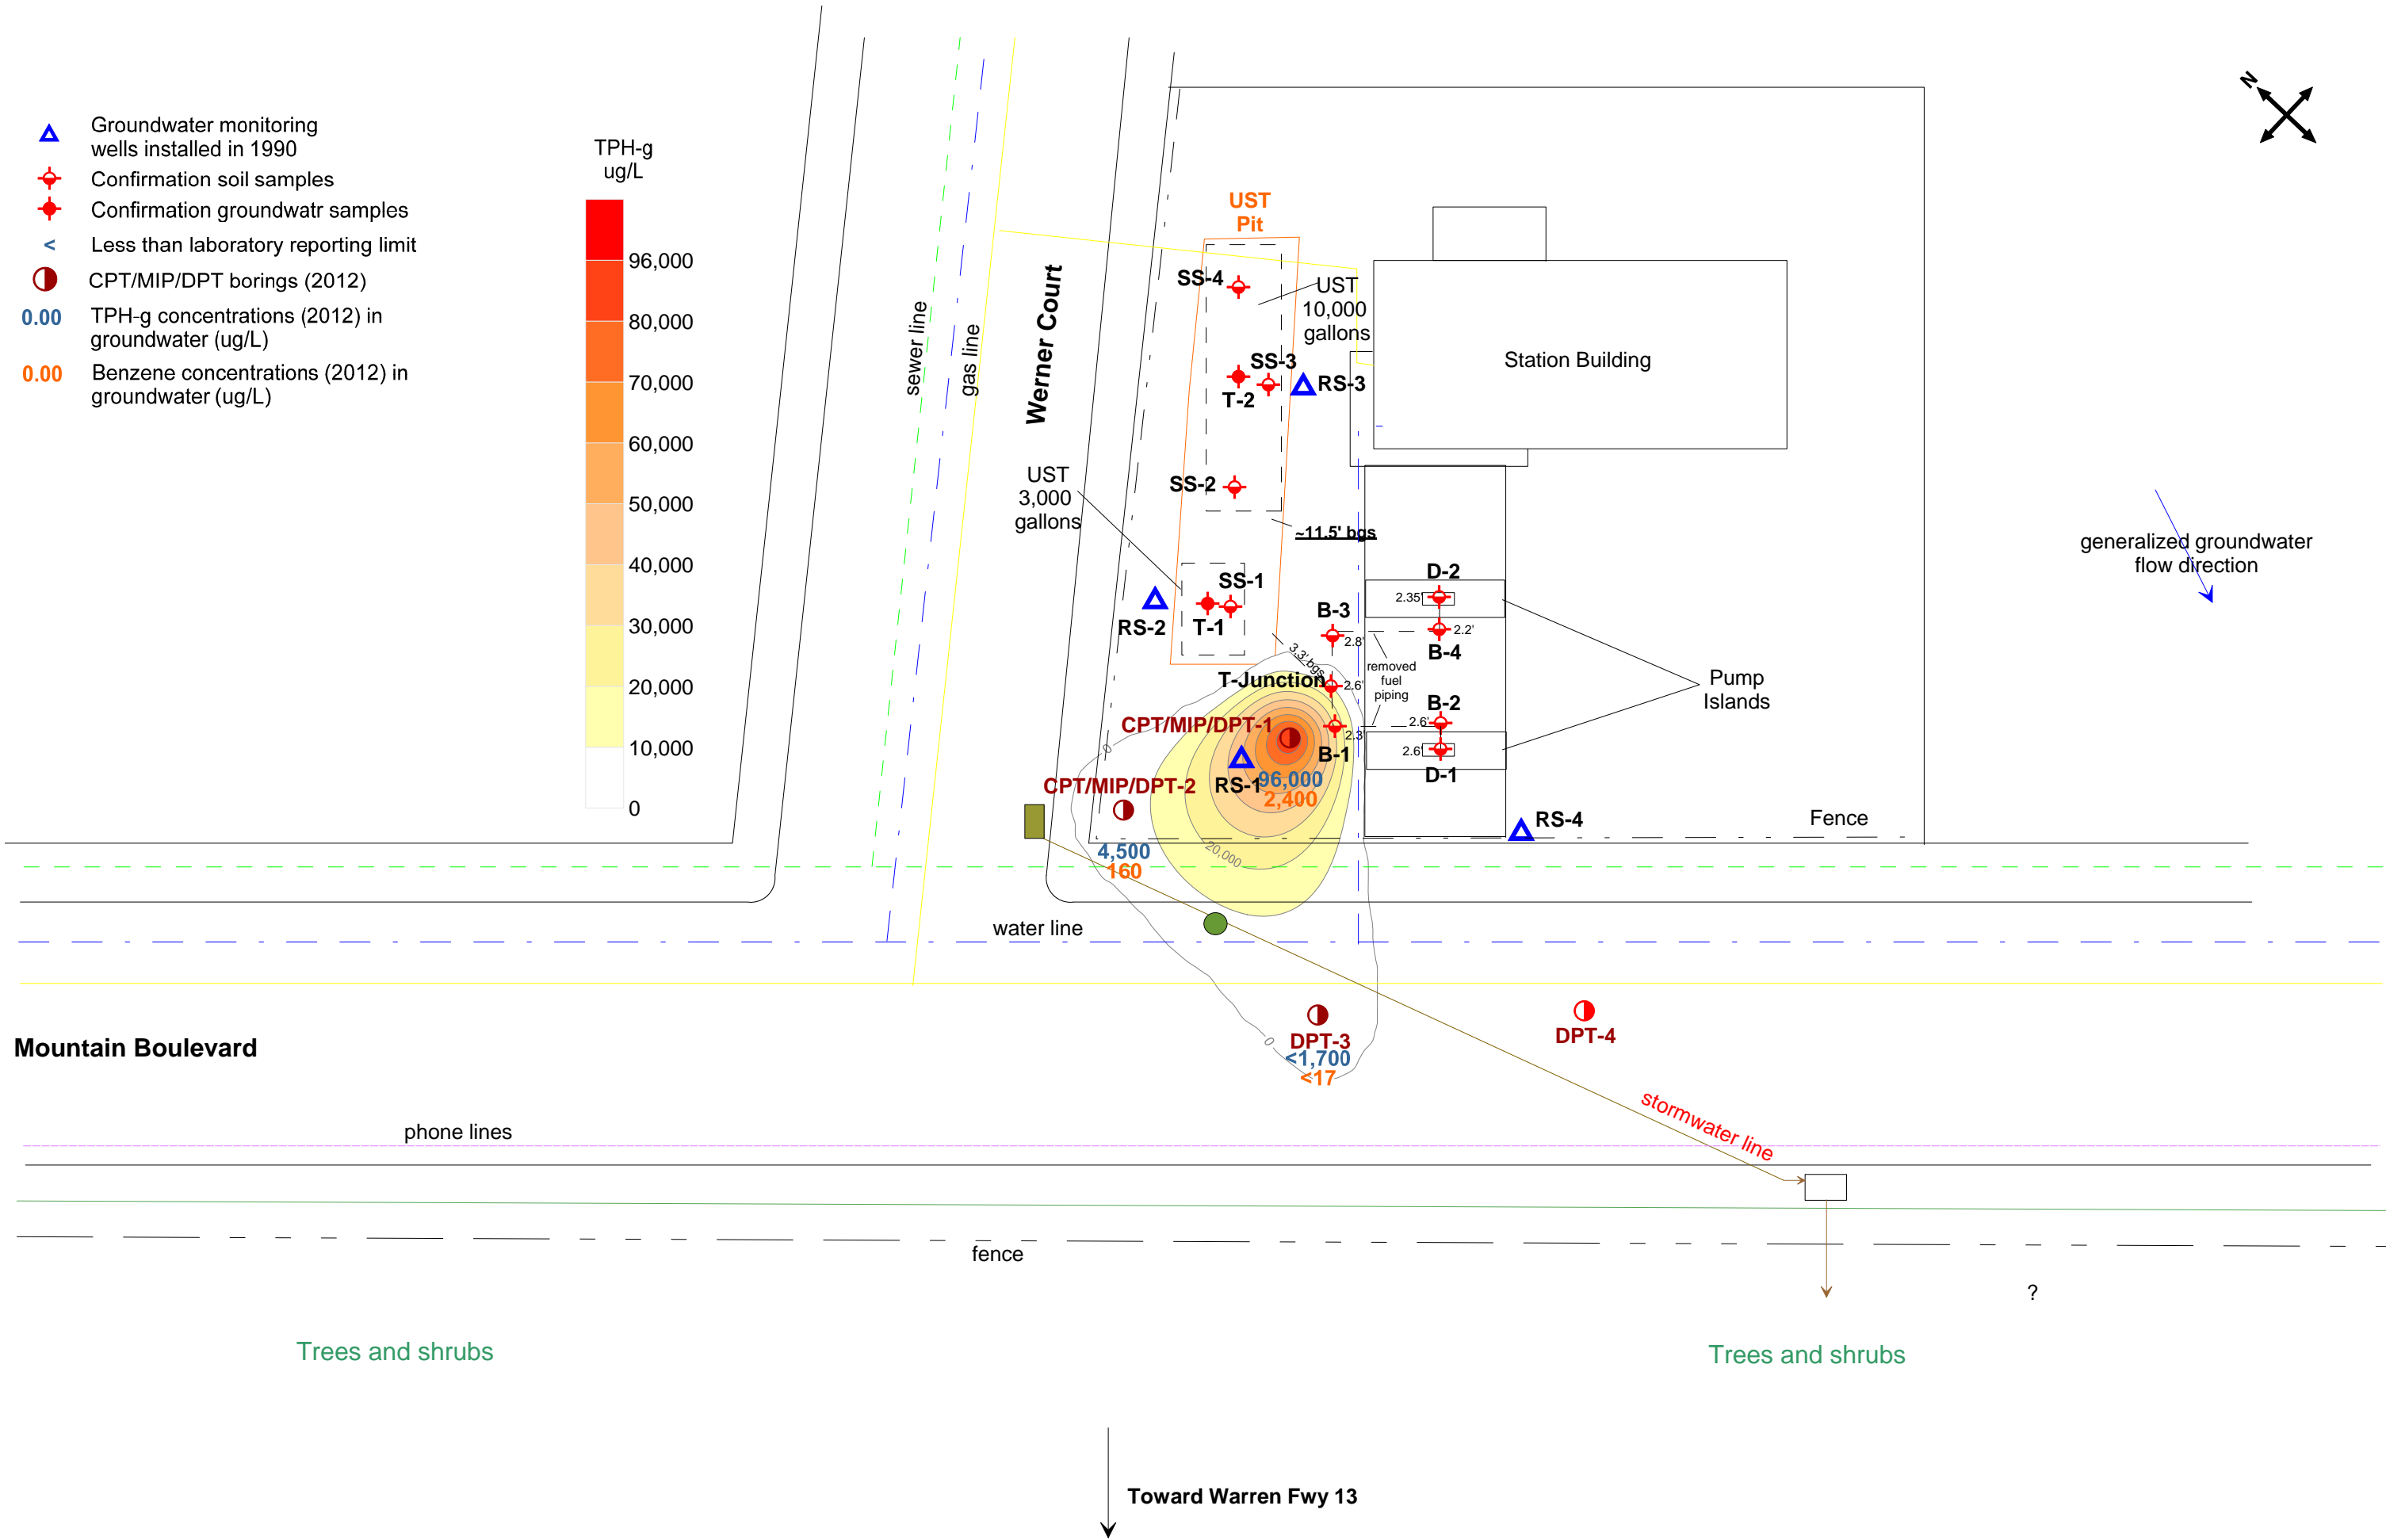 N
Groundwater monitoring
wells installed in 1990
Confirmation soil samples
Confirmation groundwatr samples
<
Less than laboratory reporting limit
CPT/MIP/DPT borings (2012)
0.00
TPH-g concentrations (2012) in
groundwater (ug/L)
0.00
Benzene concentrations (2012) in
groundwater (ug/L)
TPH-g
ug/L
96,000
80,000
70,000
60,000
50,000
40,000
30,000
20,000
10,000
0
sewer line
gas line
Werner Court
UST
Pit
SS-4
UST
10,000
gallons
SS-3
T-2
RS-3
Station Building
SS-2
UST
3,000
gallons
~11.5' bgs
generalized groundwater
flow direction
SS-1
RS-2
T-1
B-3
2.8'
D-2
2.35'
2.2'
B-4
3.3' bgs
removed
fuel
piping
T-Junction
2.6'
Pump
Islands
B-2
2.6'
CPT/MIP/DPT-1
2.3'
B-1
2.6'
D-1
0
RS-1
96,000
2,400
CPT/MIP/DPT-2
RS-4
Fence
4,500
160
20,000
water line
DPT-3
<1,700
<17
0
DPT-4
Mountain Boulevard
stormwater line
phone lines
fence
?
Trees and shrubs
Trees and shrubs
Toward Warren Fwy 13